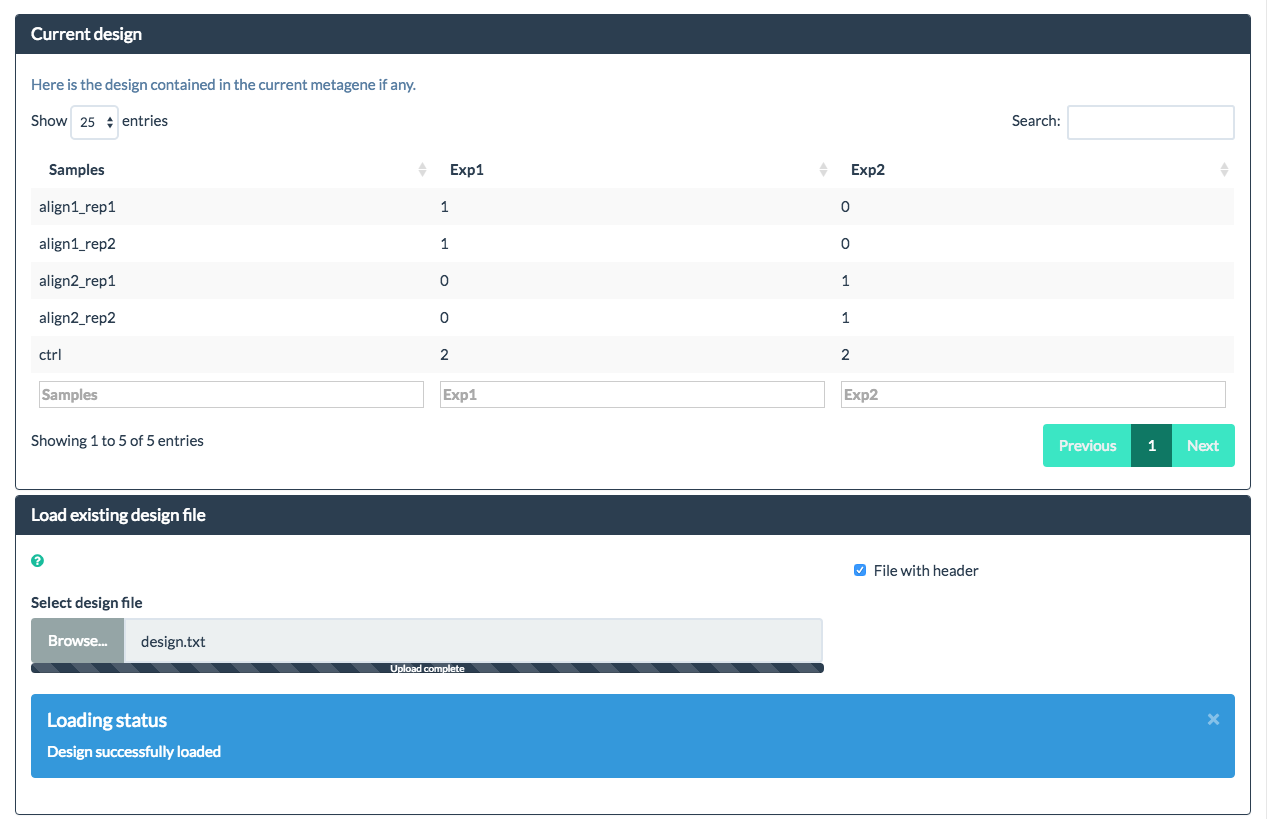 Current design
Here is the design contained in the current metagene if any.
Show 25 entries Search:
Samples Exp1 Exp2
align1_rep1 1 0
align1_rep2 1 0
align2_rep1 0 1
align2_rep2 0 1
ctrl 2 2
Samples Exp1 Exp2
Showing 1 to 5 of 5 entries Previous 1 Next
Load existing design file
? File with header
Select design file
Browse... design.txt
Upload complete
Loading status ×
Design successfully loaded